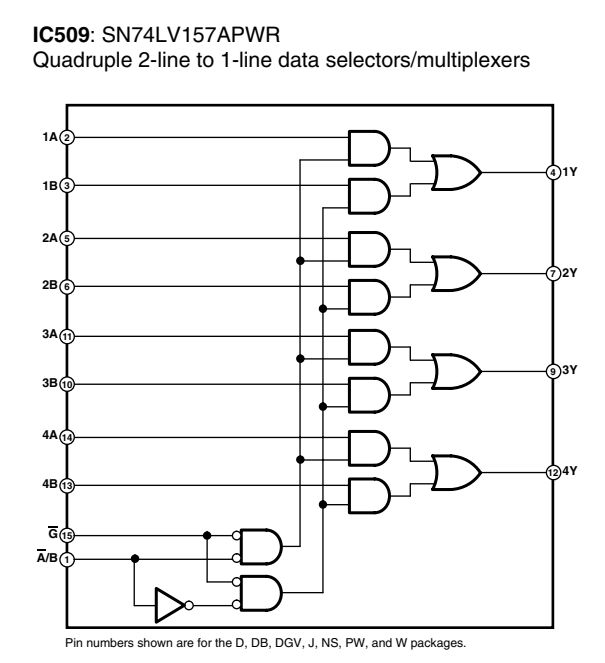 IC509: SN74LV157APWR
Quadruple 2-line to 1-line data selectors/multiplexers
1A 2
4 1Y
1B 3
2A 5
7 2Y
2B 6
3A 11
9 3Y
3B 10
4A 14
12 4Y
4B 13
G̅ 15
A̅/B 1
Pin numbers shown are for the D, DB, DGV, J, NS, PW, and W packages.